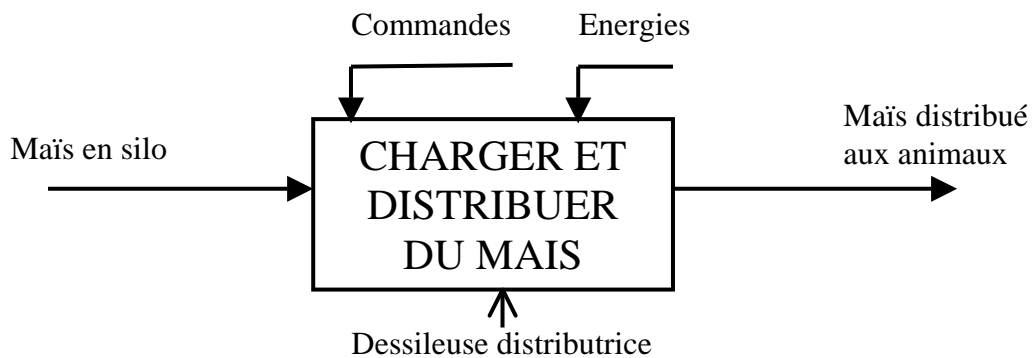 Commandes
Energies
Maïs en silo
CHARGER ET
DISTRIBUER
DU MAIS
Maïs distribué
aux animaux
Dessileuse distributrice